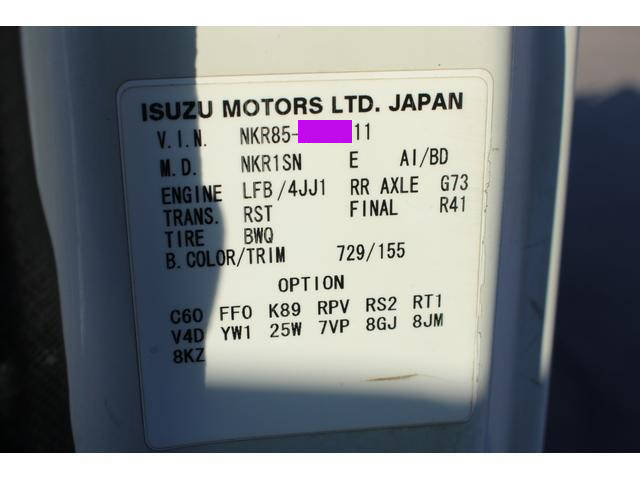 ISUZU MOTORS LTD. JAPAN
V.I.N. NKR85- 11
M.D. NKR1SN E AI/BD
ENGINE LFB/4JJ1 RR AXLE G73
TRANS. RST FINAL R41
TIRE BWQ
B.COLOR/TRIM 729/155
OPTION
C60 FF0 K89 RPV RS2 RT1
V4D YW1 25W 7VP 8GJ 8JM
8KZ